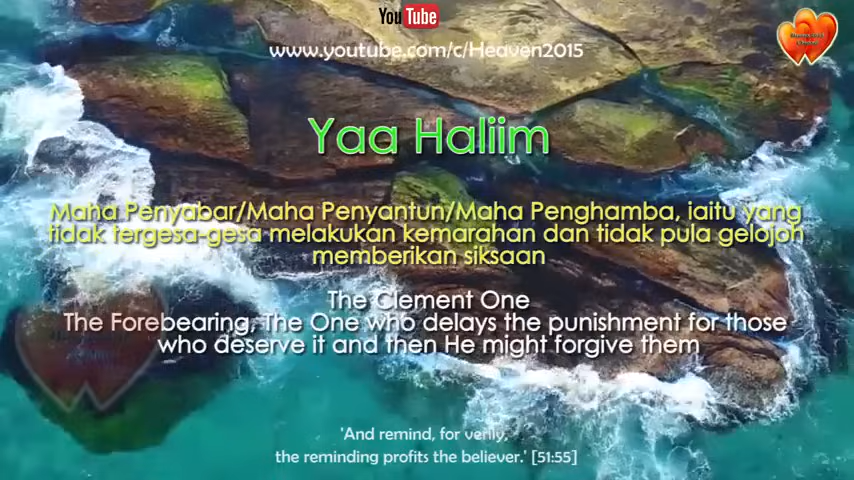 YouTube
www.youtube.com/c/Heaven2015
Yaa Haliim
Maha Penyabar/Maha Penyantun/Maha Penghamba, iaitu yang
tidak tergesa-gesa melakukan kemarahan dan tidak pula gelojoh
memberikan siksaan
The Clement One
The Forebearing, The One who delays the punishment for those
who deserve it and then He might forgive them
'And remind, for verily,
the reminding profits the believer.' [51:55]